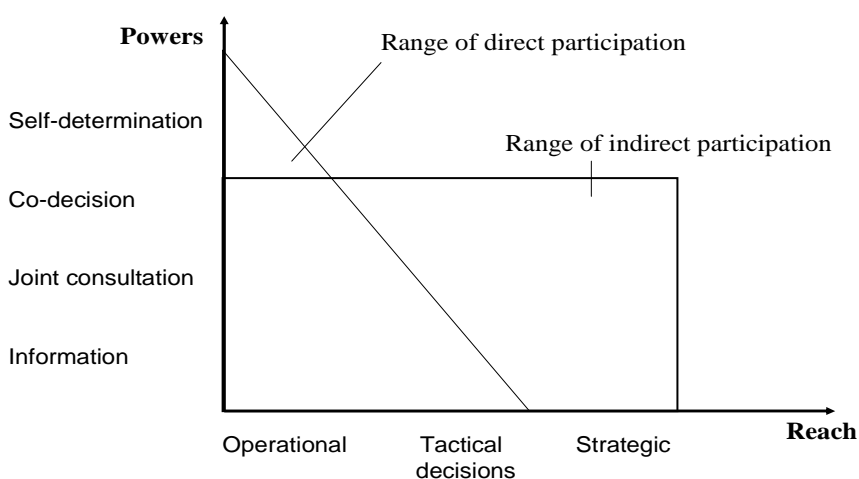 Powers
Range of direct participation
Self-determination
Range of indirect participation
Co-decision
Joint consultation
Information
Reach
Operational
Tactical
decisions
Strategic